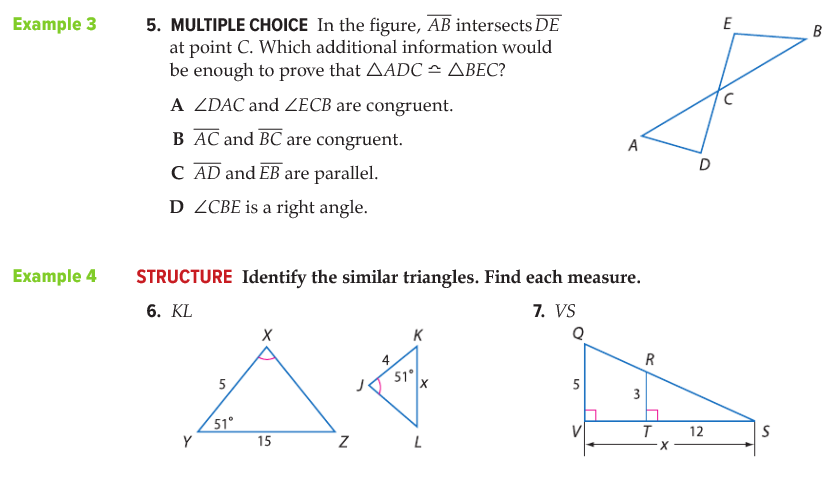 Example 3
5. MULTIPLE CHOICE In the figure, AB intersects DE
at point C. Which additional information would
be enough to prove that △ADC ≏ △BEC?
A ∠DAC and ∠ECB are congruent.
B AC and BC are congruent.
C AD and EB are parallel.
D ∠CBE is a right angle.
E
B
C
A
D
Example 4
STRUCTURE Identify the similar triangles. Find each measure.
6. KL
X
5
51°
Y
15
Z
K
4
J
51°
x
L
7. VS
Q
R
5
3
V
T
12
S
x